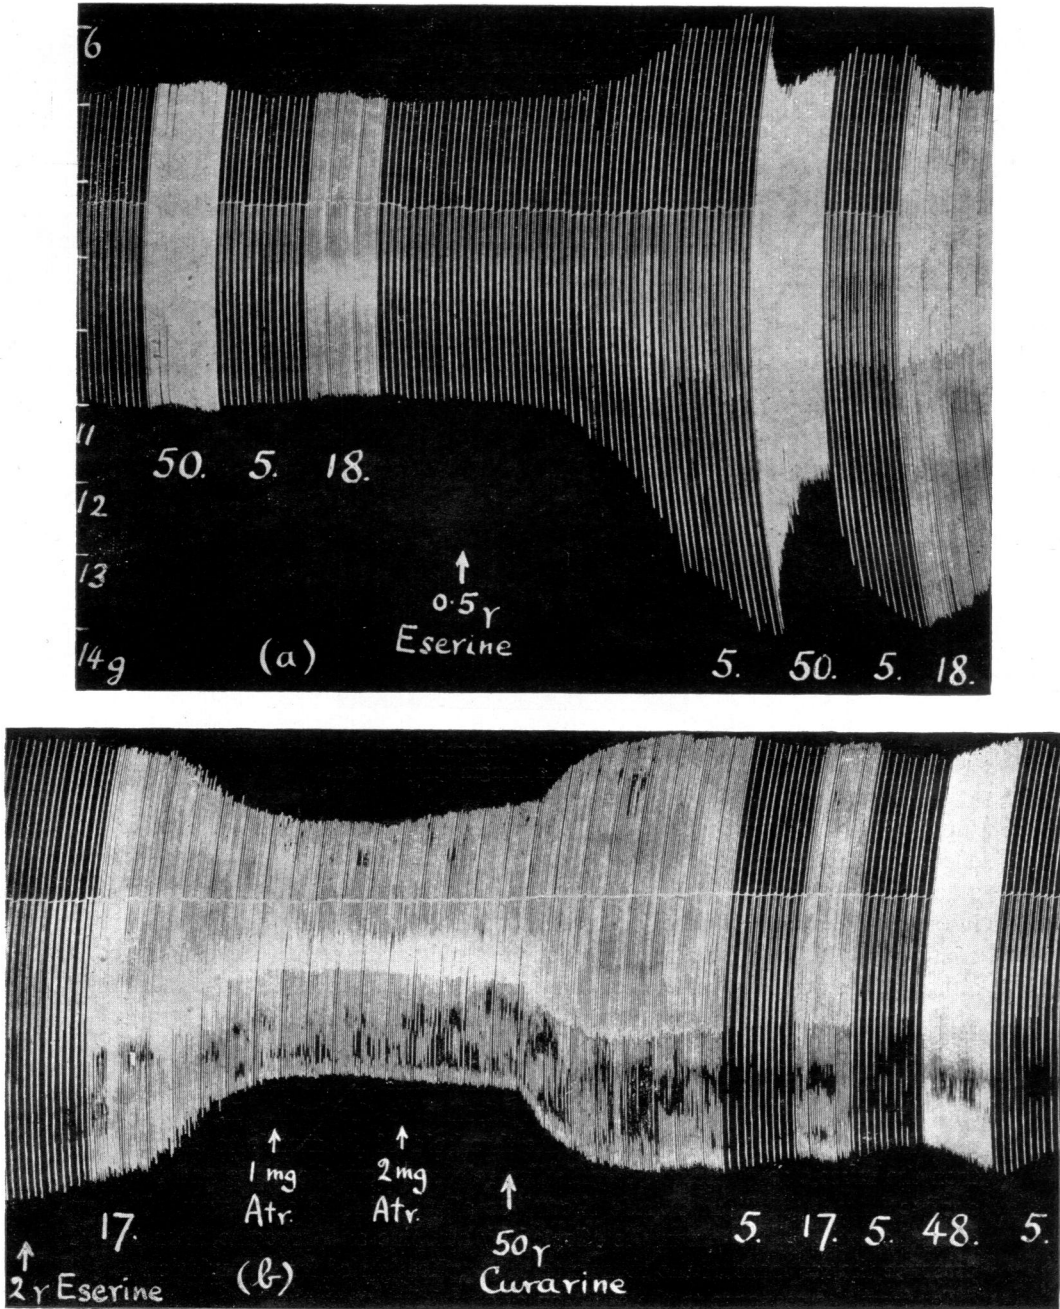 6
11
50. 5. 18.
12
13
0.5γ
Eserine
14g
(a)
5. 50. 5. 18.
1 mg
Atr.
2 mg
Atr.
17.
50γ
Curarine
5. 17. 5. 48. 5.
2γ Eserine
(b)